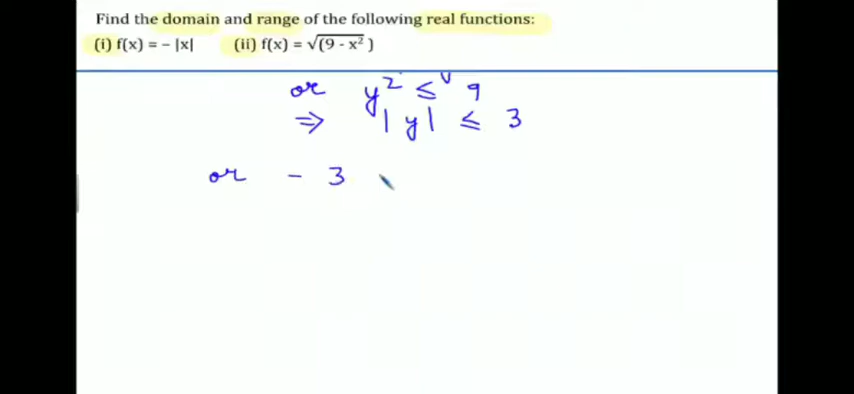 Find the domain and range of the following real functions:
(i) f(x) = − |x| (ii) f(x) = √(9 - x² )
or y² ≤ 9
⇒ | y | ≤ 3
or − 3